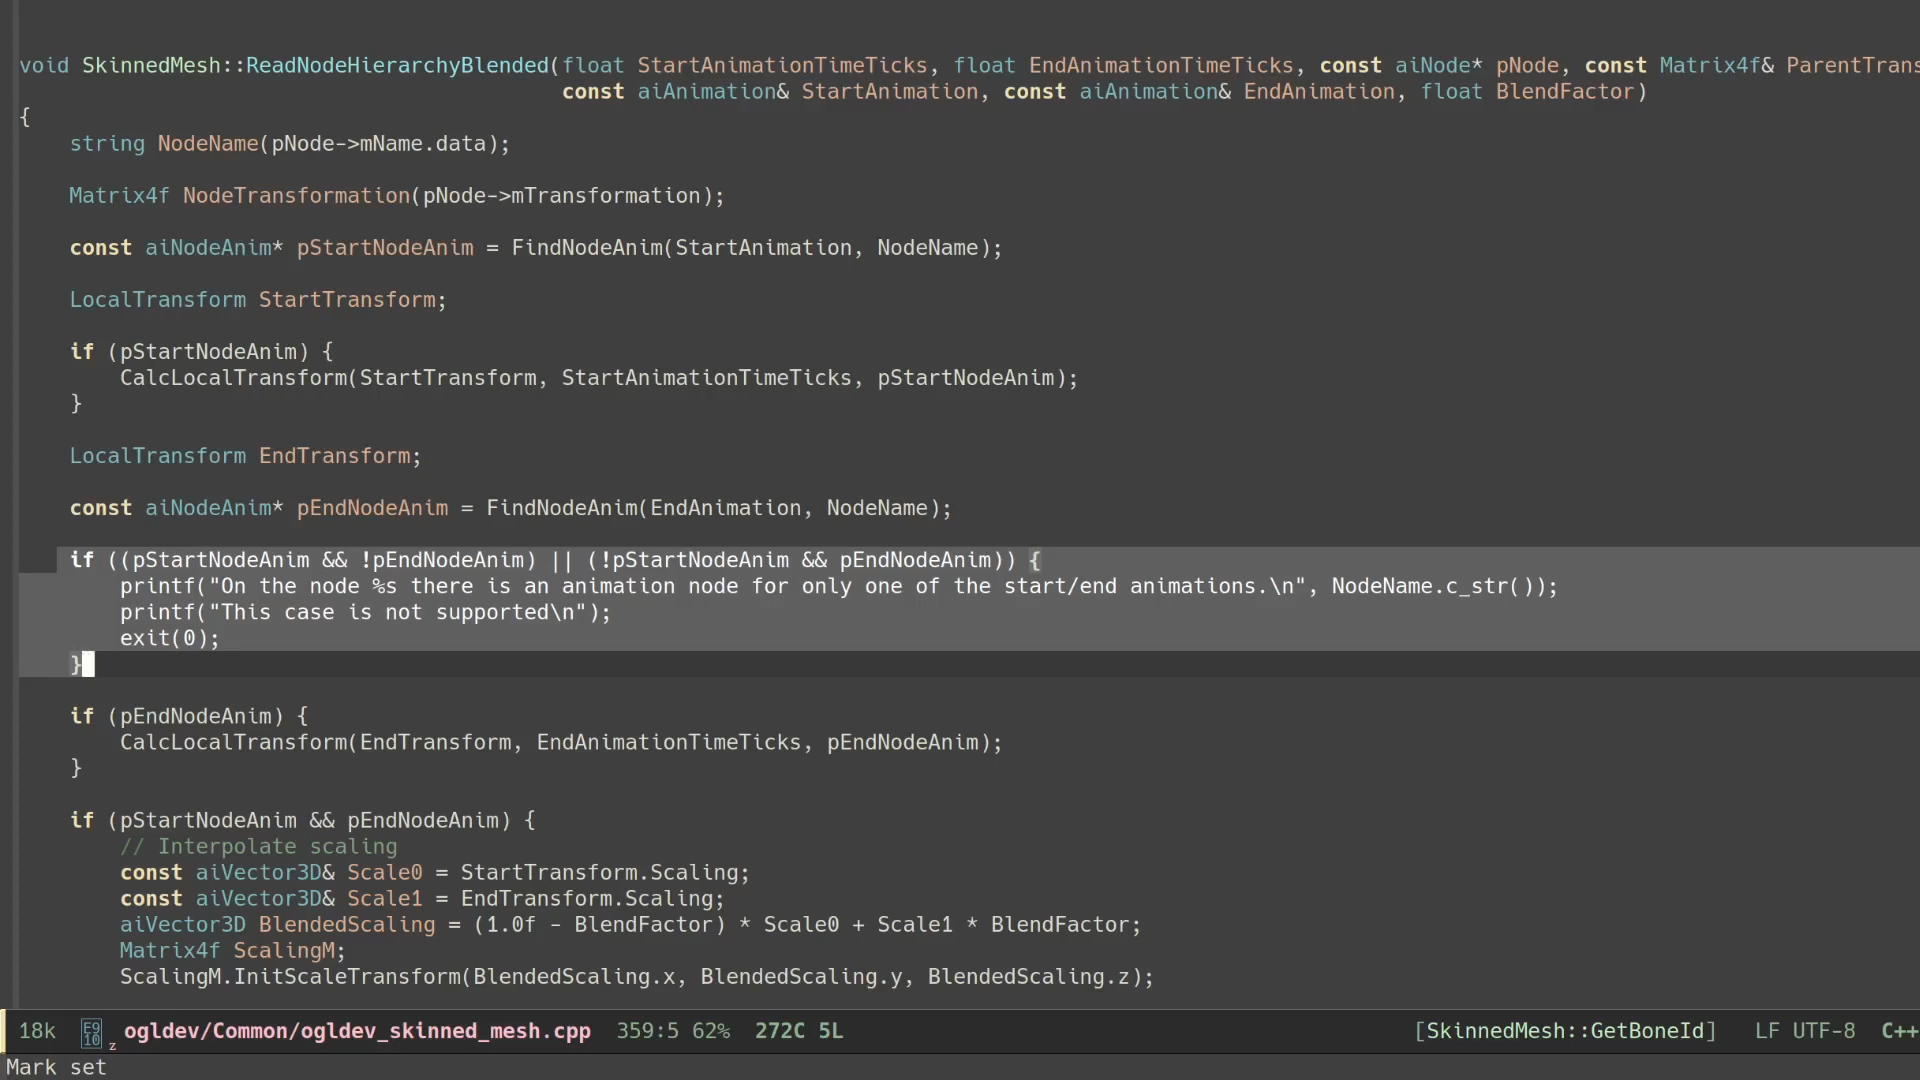 void SkinnedMesh::ReadNodeHierarchyBlended(float StartAnimationTimeTicks, float EndAnimationTimeTicks, const aiNode* pNode, const Matrix4f& ParentTrans
                                           const aiAnimation& StartAnimation, const aiAnimation& EndAnimation, float BlendFactor)
{
    string NodeName(pNode->mName.data);
    Matrix4f NodeTransformation(pNode->mTransformation);
    const aiNodeAnim* pStartNodeAnim = FindNodeAnim(StartAnimation, NodeName);
    LocalTransform StartTransform;
    if (pStartNodeAnim) {
        CalcLocalTransform(StartTransform, StartAnimationTimeTicks, pStartNodeAnim);
    }
    LocalTransform EndTransform;
    const aiNodeAnim* pEndNodeAnim = FindNodeAnim(EndAnimation, NodeName);
    if ((pStartNodeAnim && !pEndNodeAnim) || (!pStartNodeAnim && pEndNodeAnim)) {
        printf("On the node %s there is an animation node for only one of the start/end animations.\n", NodeName.c_str());
        printf("This case is not supported\n");
        exit(0);
    }
    if (pEndNodeAnim) {
        CalcLocalTransform(EndTransform, EndAnimationTimeTicks, pEndNodeAnim);
    }
    if (pStartNodeAnim && pEndNodeAnim) {
        // Interpolate scaling
        const aiVector3D& Scale0 = StartTransform.Scaling;
        const aiVector3D& Scale1 = EndTransform.Scaling;
        aiVector3D BlendedScaling = (1.0f - BlendFactor) * Scale0 + Scale1 * BlendFactor;
        Matrix4f ScalingM;
        ScalingM.InitScaleTransform(BlendedScaling.x, BlendedScaling.y, BlendedScaling.z);
18k F910 z ogldev/Common/ogldev_skinned_mesh.cpp 359:5 62% 272C 5L [SkinnedMesh::GetBoneId] LF UTF-8 C++
Mark set